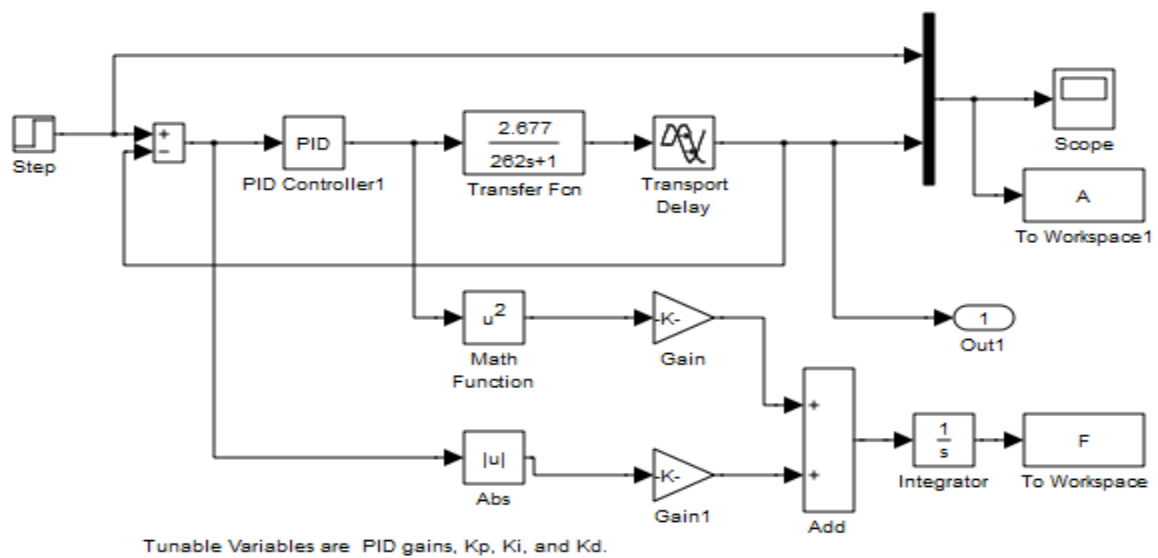 Step
+
−
PID
PID Controller1
2.677
262s+1
Transfer Fcn
Transport
Delay
Scope
A
To Workspace1
u²
Math
Function
-K-
Gain
1
Out1
|u|
Abs
-K-
Gain1
+
+
Add
1
s
Integrator
F
To Workspace
Tunable Variables are PID gains, Kp, Ki, and Kd.